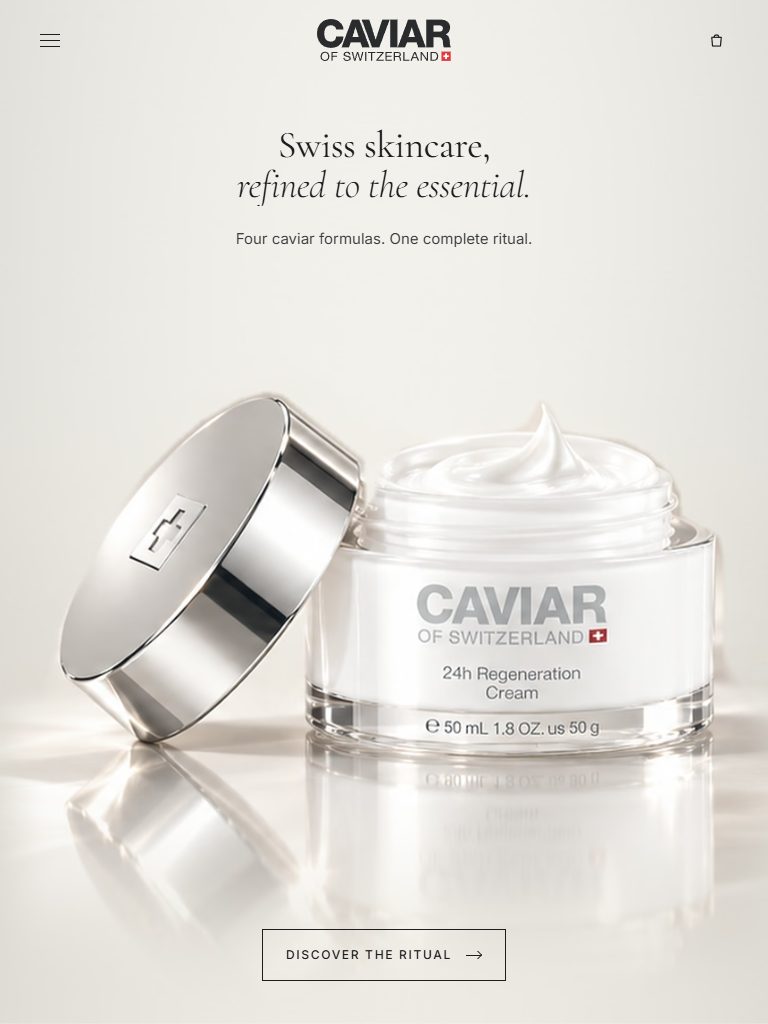 CAVIAR
OF SWITZERLAND
Swiss skincare,
refined to the essential.
Four caviar formulas. One complete ritual.
CAVIAR
OF SWITZERLAND
24h Regeneration
Cream
℮ 50 mL 1.8 OZ. us 50 g
DISCOVER THE RITUAL →